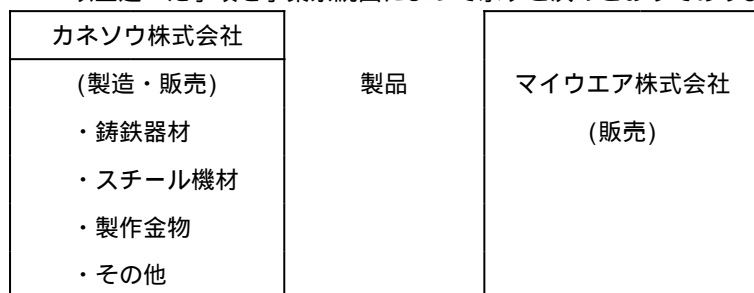 カネソウ株式会社
(製造・販売) 製品 マイウエア株式会社
・鋳鉄器材 (販売)
・スチール機材
・製作金物
・その他